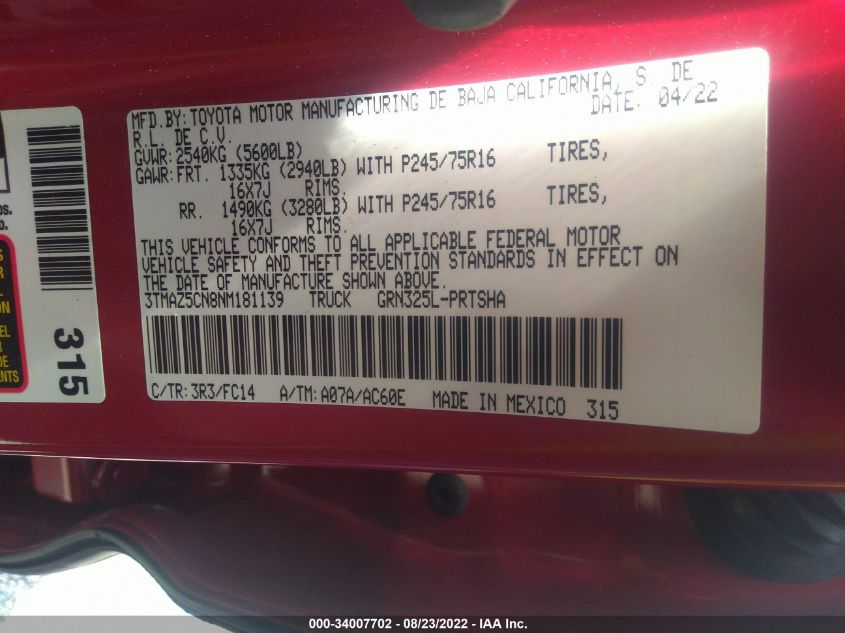 MFD.BY:TOYOTA MOTOR MANUFACTURING DE BAJA CALIFORNIA, S. DE
R.L. DE C.V. DATE: 04/22
GVWR:2540KG (5600LB)
GAWR:FRT. 1335KG (2940LB) WITH P245/75R16 TIRES,
16X7J RIMS.
RR. 1490KG (3280LB) WITH P245/75R16 TIRES,
16X7J RIMS.
THIS VEHICLE CONFORMS TO ALL APPLICABLE FEDERAL MOTOR
VEHICLE SAFETY AND THEFT PREVENTION STANDARDS IN EFFECT ON
THE DATE OF MANUFACTURE SHOWN ABOVE.
3TMAZ5CN8NM181139 TRUCK GRN325L-PRTSHA
C/TR:3R3/FC14 A/TM:A07A/AC60E MADE IN MEXICO 315
315
000-34007702 - 08/23/2022 - IAA Inc.